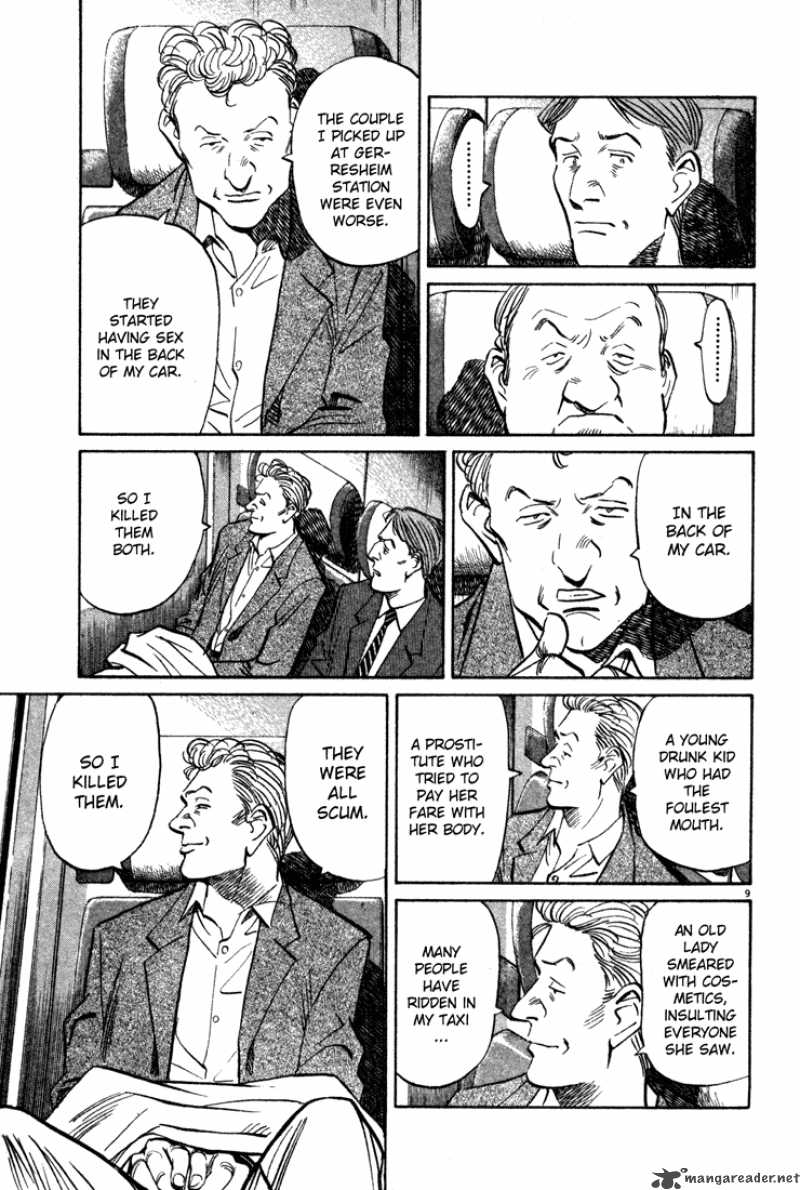 .........
.........
THE COUPLE
I PICKED UP
AT GER-
RESHEIM
STATION
WERE EVEN
WORSE.
THEY
STARTED
HAVING SEX
IN THE BACK
OF MY CAR.
IN THE
BACK OF
MY CAR.
SO I
KILLED
THEM
BOTH.
A YOUNG
DRUNK KID
WHO HAD
THE
FOULEST
MOUTH.
A PROSTI-
TUTE WHO
TRIED TO
PAY HER
FARE WITH
HER BODY.
9
AN OLD
LADY
SMEARED
WITH COS-
METICS,
INSULTING
EVERYONE
SHE SAW.
MANY
PEOPLE
HAVE
RIDDEN IN
MY TAXI
...
THEY
WERE
ALL
SCUM.
SO I
KILLED
THEM.
mangareader.net